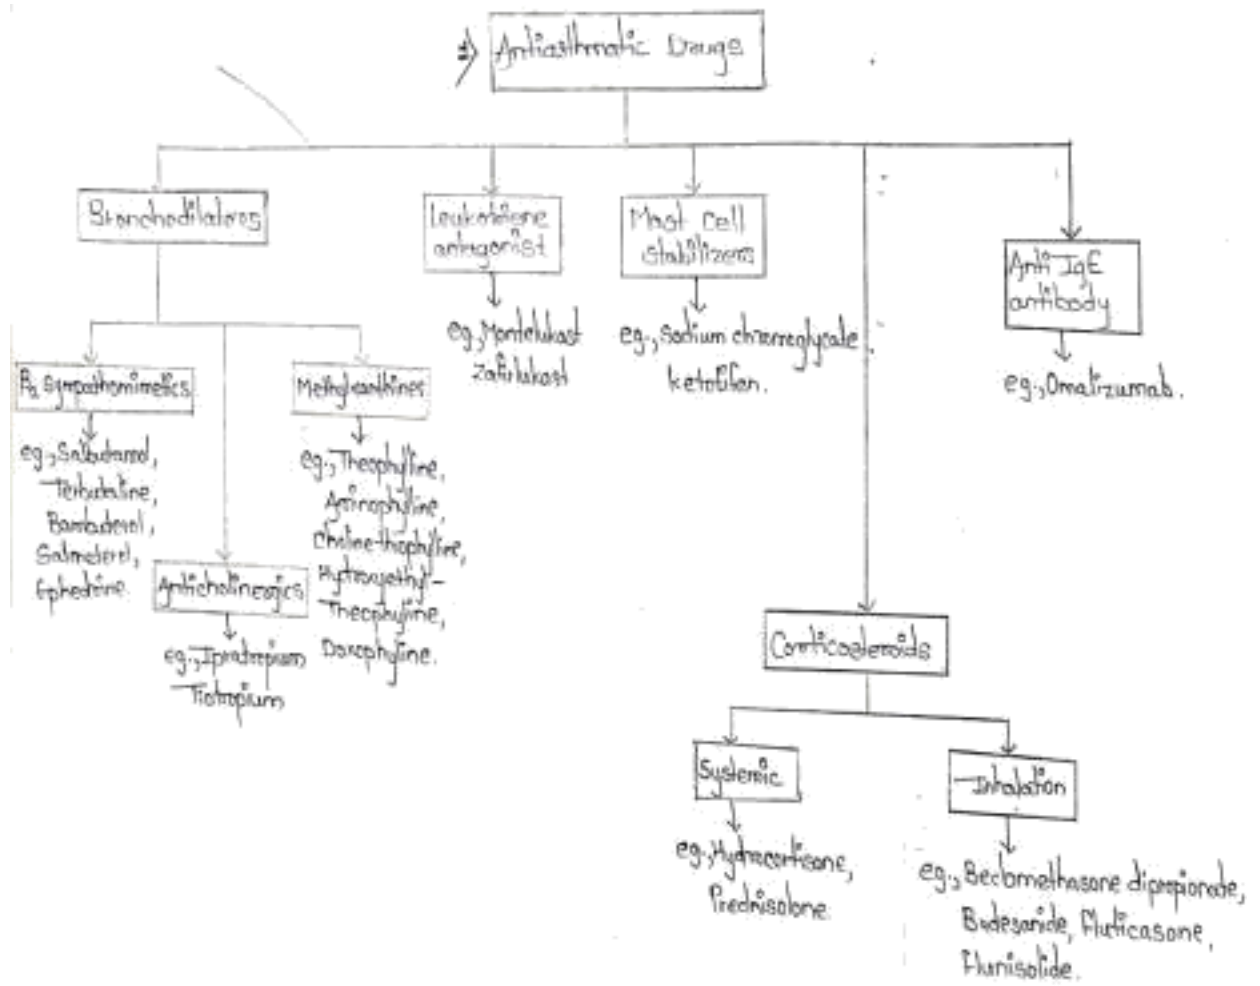 Antiasthmatic Drugs
Bronchodilators
Leukotriene
antagonist
eg., Montelukast
Zafirlukast
Mast Cell
stabilizers
eg., Sodium chromoglycate
ketotifen.
Anti IgE
antibody
eg., Omalizumab.
β₂ Sympathomimetics
eg., Salbutamol,
Terbutaline,
Bambuterol,
Salmeterol,
Ephedrine.
Anticholinergics
eg., Ipratropium
Tiotropium
Methylxanthines
eg., Theophylline,
Aminophylline,
Choline-thophylline,
Hydroxyethyl-
Theophylline,
Doxophylline.
Corticosteroids
Systemic
eg., Hydrocortisone,
Prednisolone
Inhalation
eg., Beclomethasone dipropionate,
Budesonide, Fluticasone,
Flunisolide.